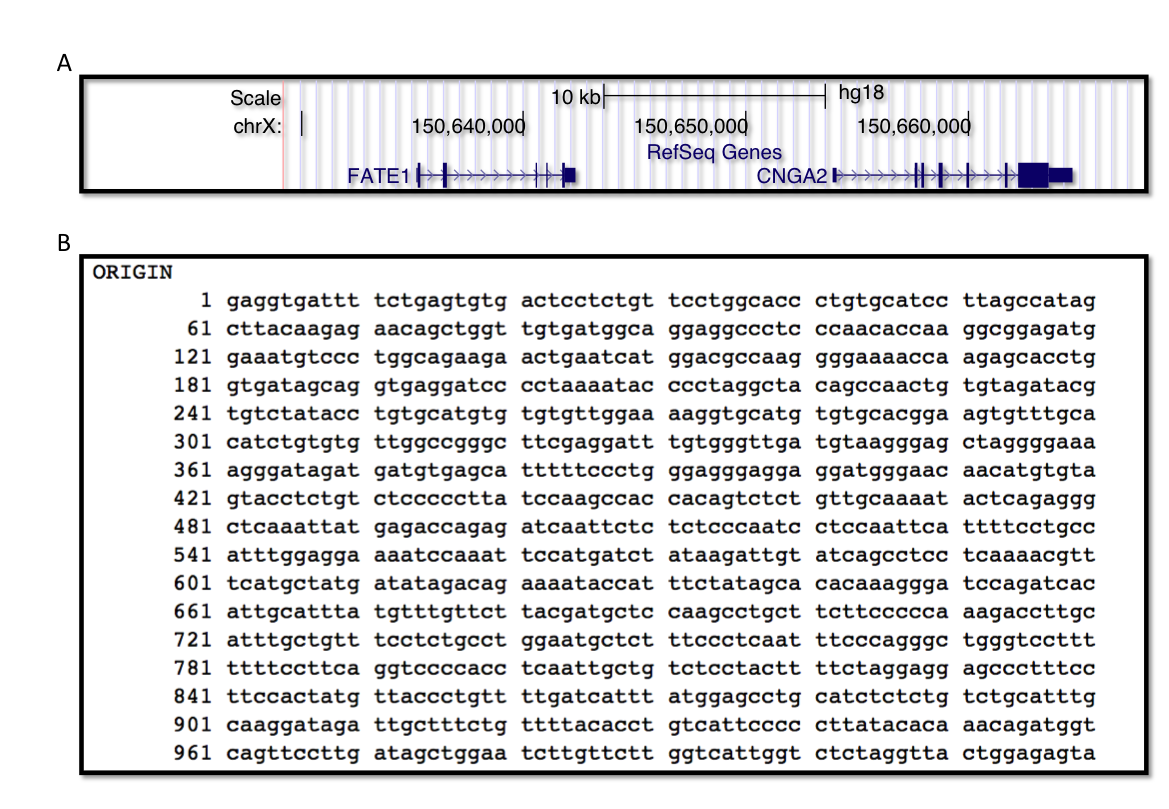 A
Scale 10 kb hg18
chrX: 150,640,000 150,650,000 150,660,000
RefSeq Genes
FATE1 CNGA2
B
ORIGIN
1 gaggtgattt tctgagtgtg actcctctgt tcctggcacc ctgtgcatcc ttagccatag
61 cttacaagag aacagctggt tgtgatggca ggaggccctc ccaacaccaa ggcggagatg
121 gaaatgtccc tggcagaaga actgaatcat ggacgccaag gggaaaacca agagcacctg
181 gtgatagcag gtgaggatcc cctaaaatac ccctaggcta cagccaactg tgtagatacg
241 tgtctatacc tgtgcatgtg tgtgttggaa aaggtgcatg tgtgcacgga agtgtttgca
301 catctgtgtg ttggccgggc ttcgaggatt tgtgggttga tgtaagggag ctaggggaaa
361 agggatagat gatgtgagca tttttccctg ggagggagga ggatgggaac aacatgtgta
421 gtacctctgt ctccccctta tccaagccac cacagtctct gttgcaaaat actcagaggg
481 ctcaaattat gagaccagag atcaattctc tctcccaatc ctccaattca ttttcctgcc
541 atttggagga aaatccaaat tccatgatct ataagattgt atcagcctcc tcaaaacgtt
601 tcatgctatg atatagacag aaaataccat ttctatagca cacaaaggga tccagatcac
661 attgcattta tgtttgttct tacgatgctc caagcctgct tcttccccca aagaccttgc
721 atttgctgtt tcctctgcct ggaatgctct ttccctcaat ttcccagggc tgggtccttt
781 ttttccttca ggtccccacc tcaattgctg tctcctactt ttctaggagg agccctttcc
841 ttccactatg ttaccctgtt ttgatcattt atggagcctg catctctctg tctgcatttg
901 caaggataga ttgctttctg ttttacacct gtcattcccc cttatacaca aacagatggt
961 cagttccttg atagctggaa tcttgttctt ggtcattggt ctctaggtta ctggagagta